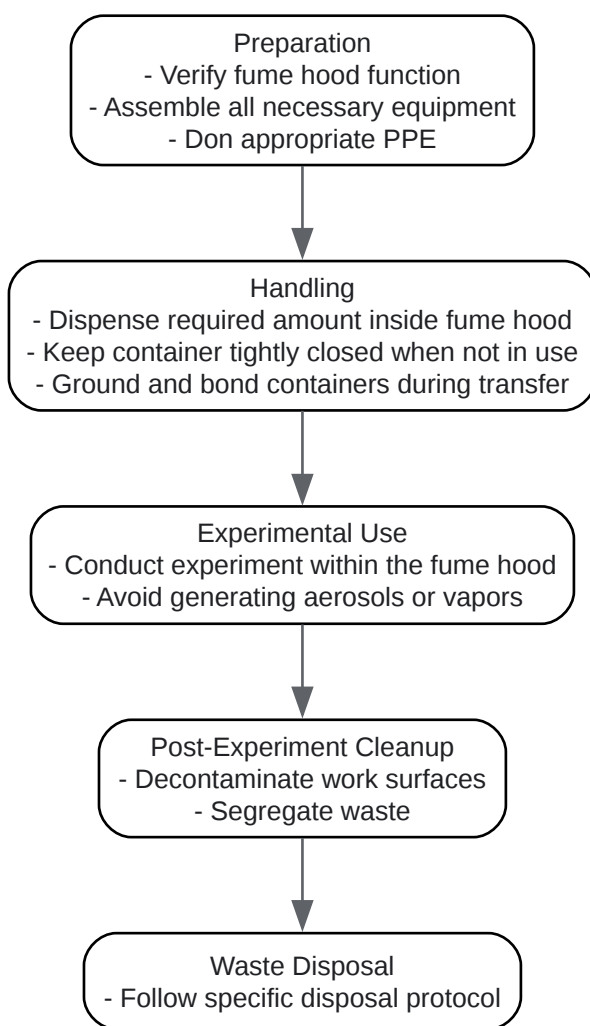 Preparation
- Verify fume hood function
- Assemble all necessary equipment
- Don appropriate PPE
Handling
- Dispense required amount inside fume hood
- Keep container tightly closed when not in use
- Ground and bond containers during transfer
Experimental Use
- Conduct experiment within the fume hood
- Avoid generating aerosols or vapors
Post-Experiment Cleanup
- Decontaminate work surfaces
- Segregate waste
Waste Disposal
- Follow specific disposal protocol